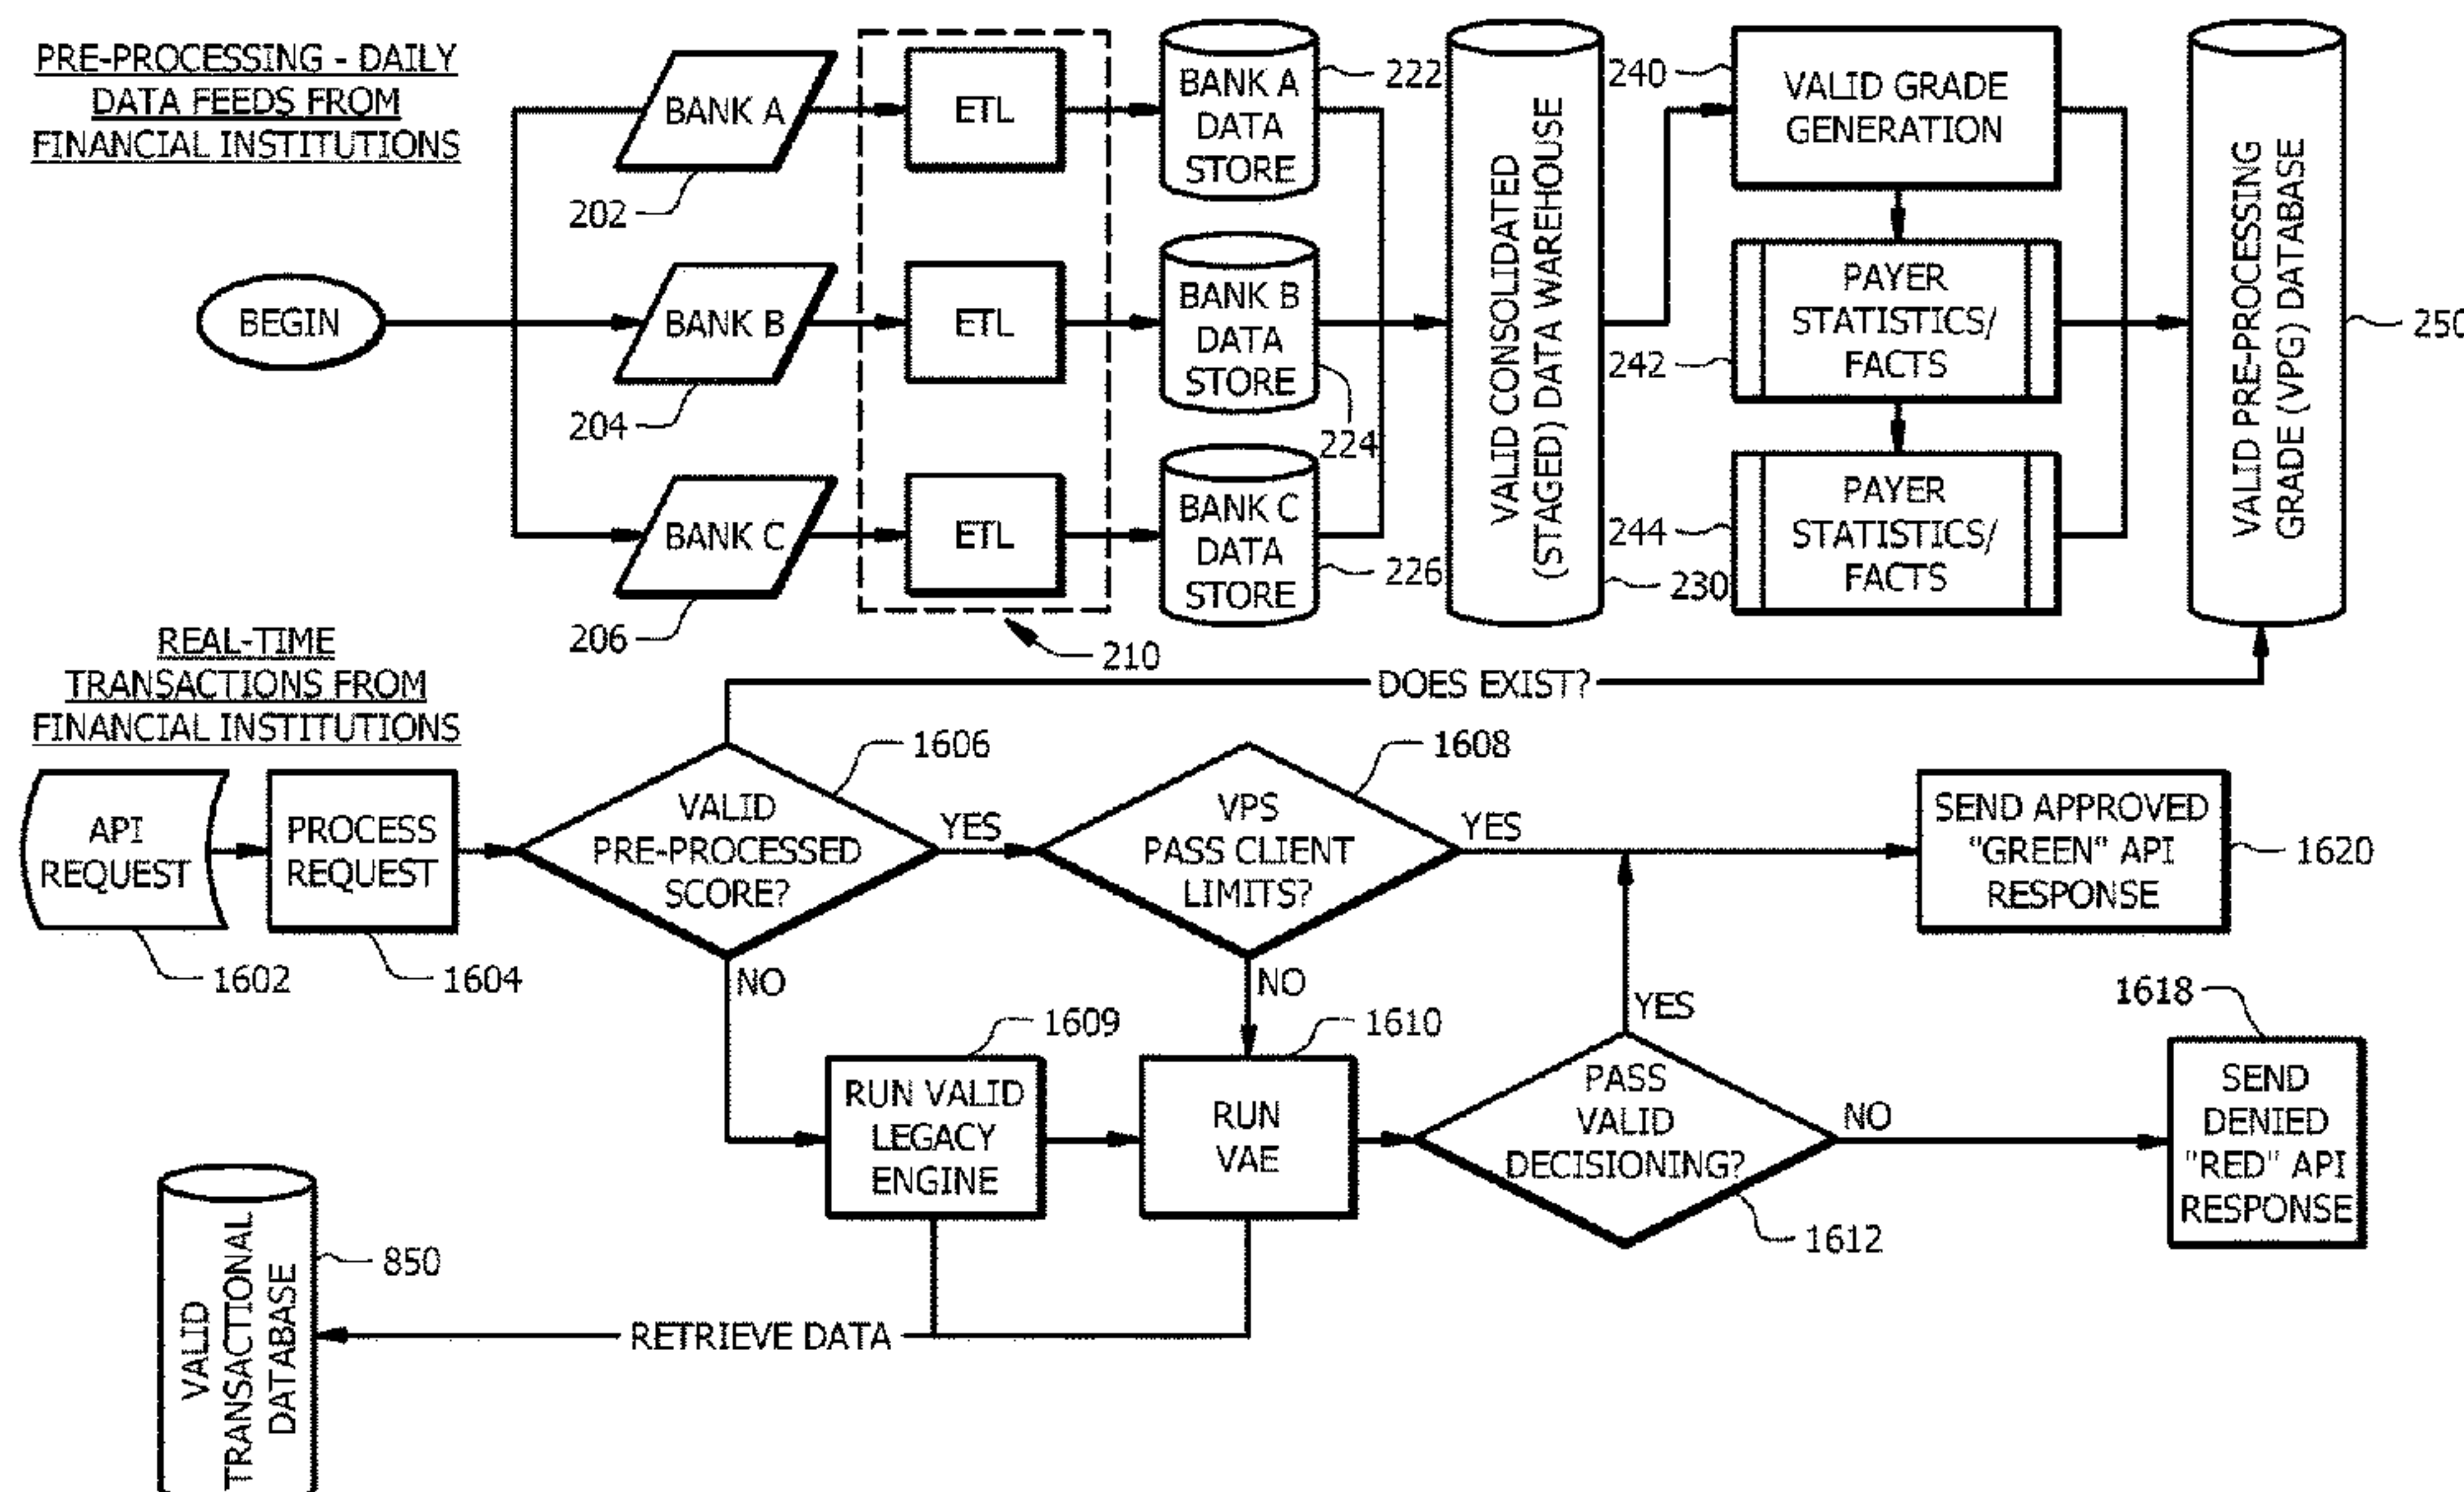 PRE-PROCESSING - DAILY
DATA FEEDS FROM
FINANCIAL INSTITUTIONS
BEGIN
BANK A
202
BANK B
204
BANK C
206
ETL
ETL
ETL
210
BANK A
DATA
STORE
222
BANK B
DATA
STORE
224
BANK C
DATA
STORE
226
VALID CONSOLIDATED
(STAGED) DATA WAREHOUSE
230
240
VALID GRADE
GENERATION
242
PAYER
STATISTICS/
FACTS
244
PAYER
STATISTICS/
FACTS
VALID PRE-PROCESSING
GRADE (VPG) DATABASE
250
REAL-TIME
TRANSACTIONS FROM
FINANCIAL INSTITUTIONS
DOES EXIST?
API
REQUEST
1602
PROCESS
REQUEST
1604
VALID
PRE-PROCESSED
SCORE?
1606
YES
NO
VPS
PASS CLIENT
LIMITS?
1608
YES
NO
SEND APPROVED
"GREEN" API
RESPONSE
1620
RUN VALID
LEGACY
ENGINE
1609
RUN
VAE
1610
PASS
VALID
DECISIONING?
1612
YES
NO
1618
SEND
DENIED
"RED" API
RESPONSE
VALID
TRANSACTIONAL
DATABASE
850
RETRIEVE DATA